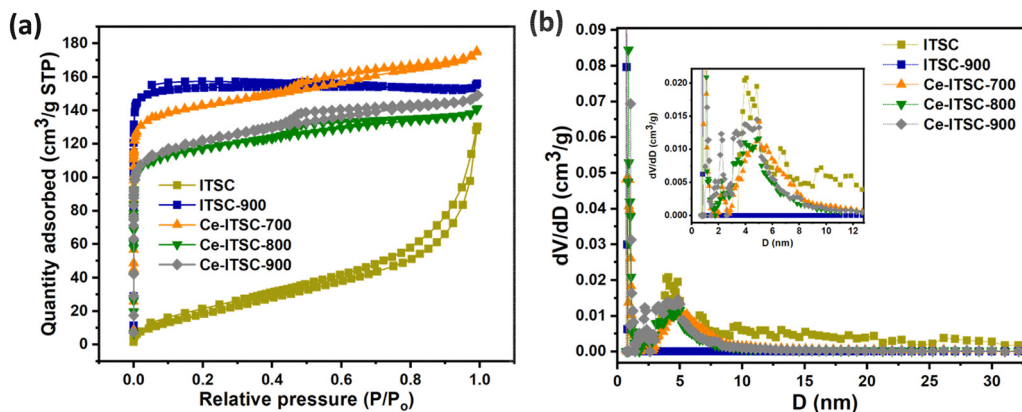 (a)
Quantity adsorbed (cm³/g STP)
180
160
140
120
100
80
60
40
20
0
ITSC
ITSC-900
Ce-ITSC-700
Ce-ITSC-800
Ce-ITSC-900
0.0 0.2 0.4 0.6 0.8 1.0
Relative pressure (P/Pₒ)
(b)
dV/dD (cm³/g)
0.09
0.08
0.07
0.06
0.05
0.04
0.03
0.02
0.01
0.00
ITSC
ITSC-900
Ce-ITSC-700
Ce-ITSC-800
Ce-ITSC-900
dV/dD (cm³/g)
0.020
0.015
0.010
0.005
0.000
0 2 4 6 8 10 12
D (nm)
0 5 10 15 20 25 30
D (nm)